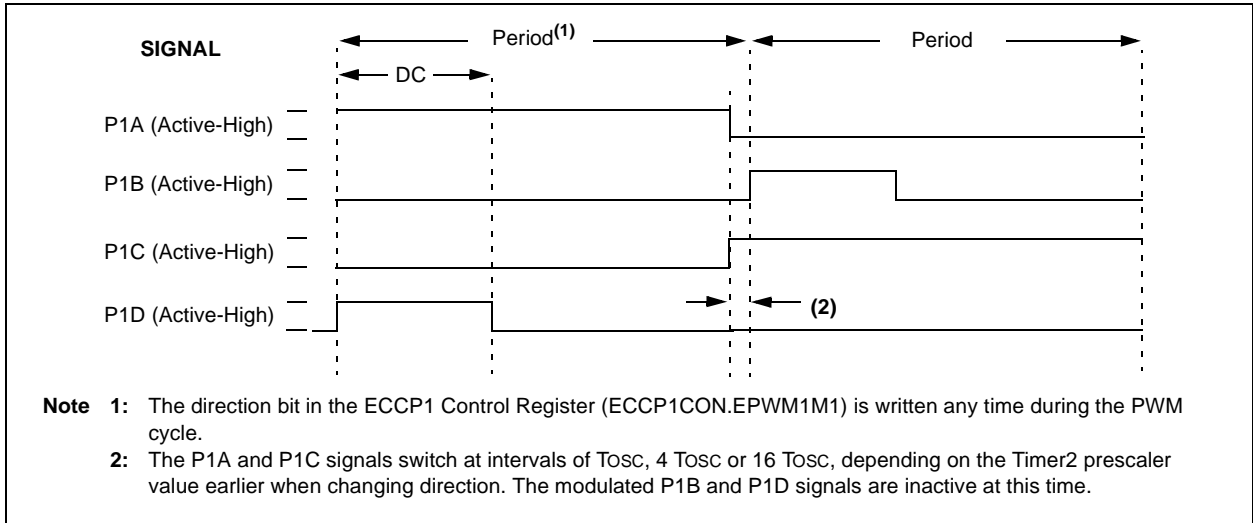 SIGNAL
Period(1)
Period
DC
P1A (Active-High)
P1B (Active-High)
P1C (Active-High)
P1D (Active-High)
(2)
Note 1: The direction bit in the ECCP1 Control Register (ECCP1CON.EPWM1M1) is written any time during the PWM
cycle.
2: The P1A and P1C signals switch at intervals of TOSC, 4 TOSC or 16 TOSC, depending on the Timer2 prescaler
value earlier when changing direction. The modulated P1B and P1D signals are inactive at this time.